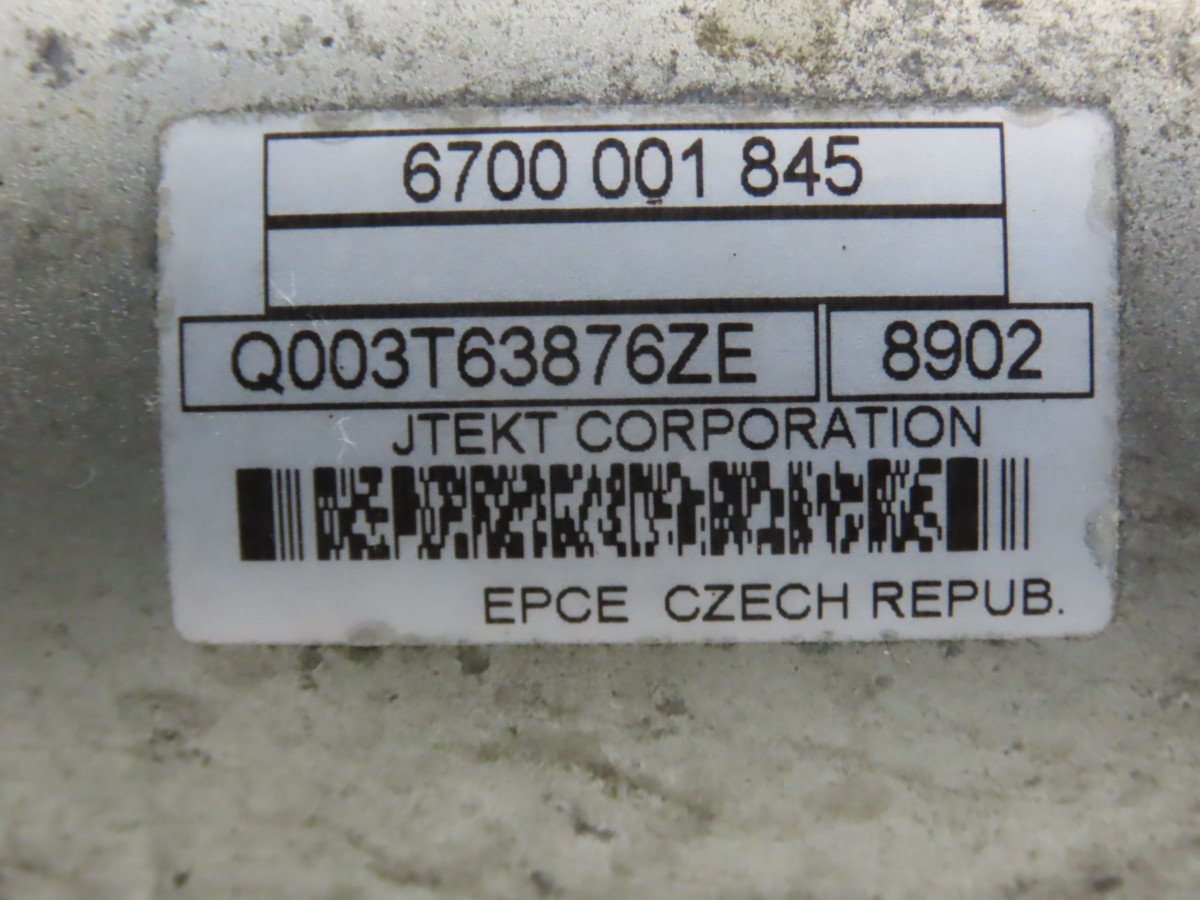 6700 001 845
Q003T63876ZE 8902
JTEKT CORPORATION
EPCE CZECH REPUB.